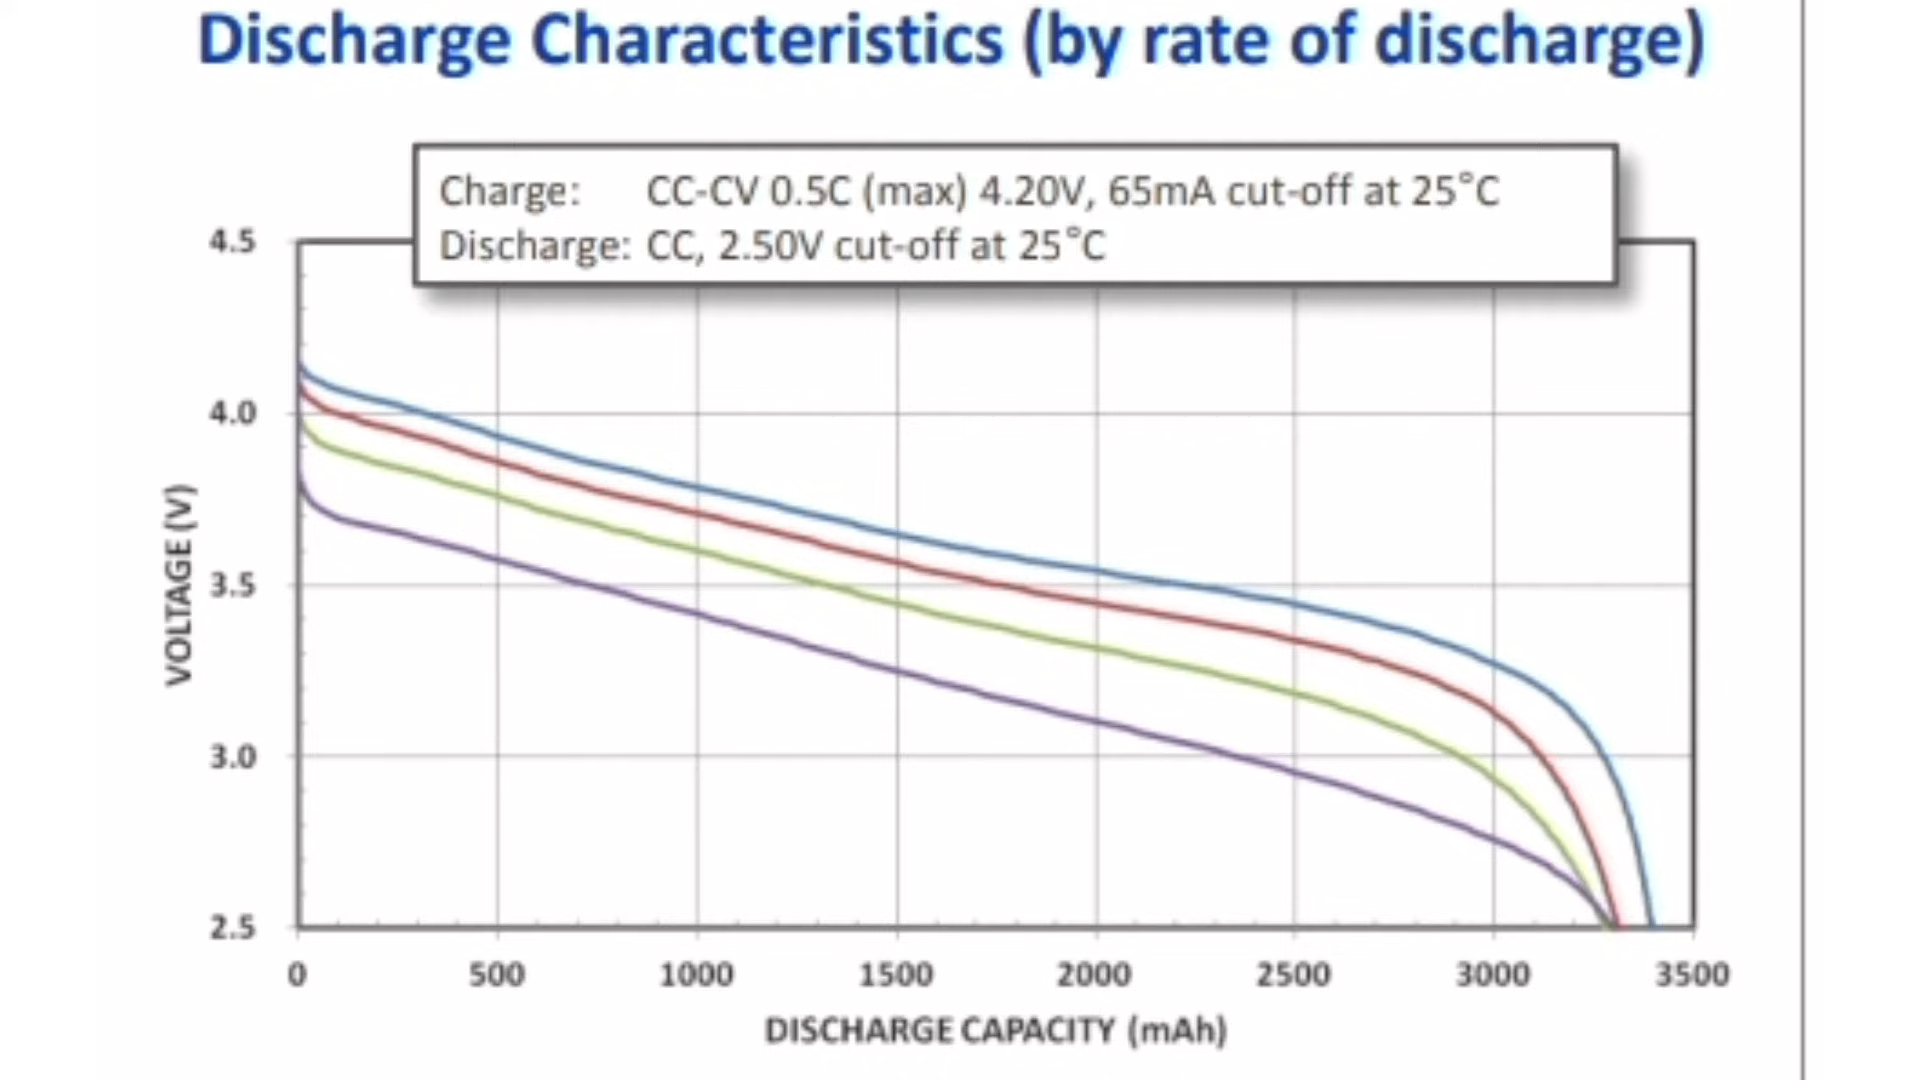 Discharge Characteristics (by rate of discharge)
Charge: CC-CV 0.5C (max) 4.20V, 65mA cut-off at 25°C
Discharge: CC, 2.50V cut-off at 25°C
4.5
4.0
3.5
3.0
2.5
VOLTAGE (V)
0 500 1000 1500 2000 2500 3000 3500
DISCHARGE CAPACITY (mAh)